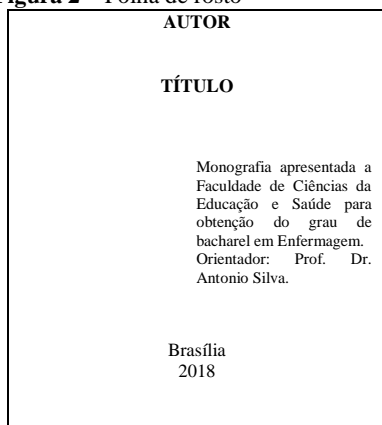 igura 2 – Folha de rosto
AUTOR
TÍTULO
Monografia apresentada a
Faculdade de Ciências da
Educação e Saúde para
obtenção do grau de
bacharel em Enfermagem.
Orientador: Prof. Dr.
Antonio Silva.
Brasília
2018